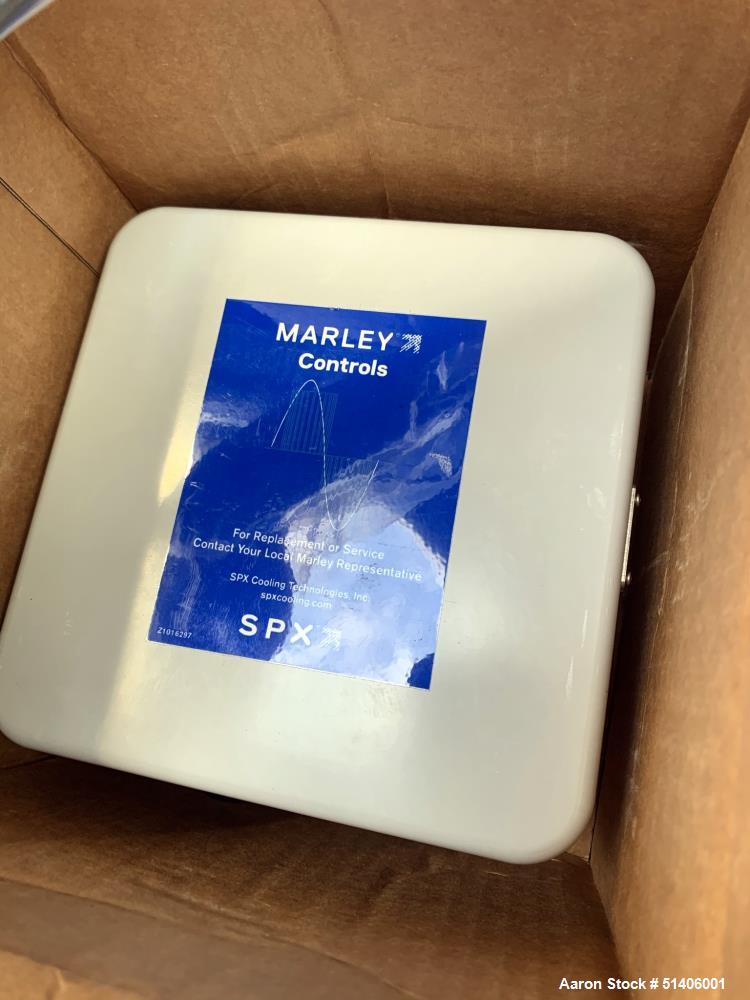 MARLEY
Controls
For Replacement or Service
Contact Your Local Marley Representative
SPX Cooling Technologies, Inc.
spxcooling.com
SPX
Z1016297
Aaron Stock # 51406001